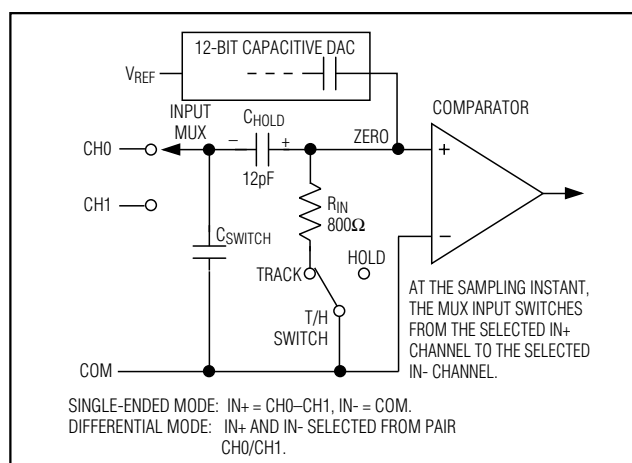 12-BIT CAPACITIVE DAC
VREF
INPUT
MUX
CHOLD
COMPARATOR
ZERO
CH0
− +
12pF
+
CH1
RIN
800Ω
−
CSWITCH
HOLD
TRACK
T/H
SWITCH
AT THE SAMPLING INSTANT,
THE MUX INPUT SWITCHES
FROM THE SELECTED IN+
CHANNEL TO THE SELECTED
IN- CHANNEL.
COM
SINGLE-ENDED MODE: IN+ = CH0–CH1, IN- = COM.
DIFFERENTIAL MODE: IN+ AND IN- SELECTED FROM PAIR
CH0/CH1.